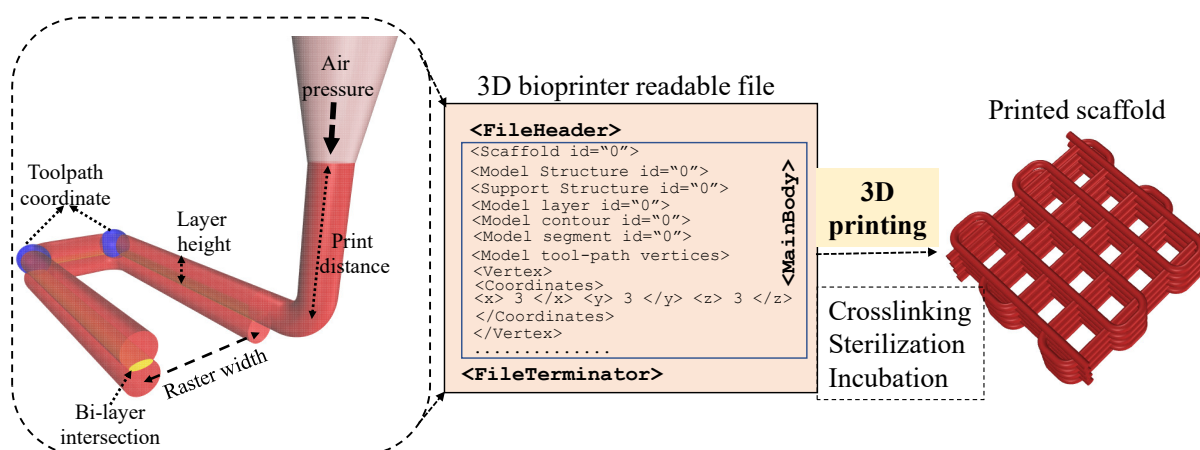 Air
pressure
Toolpath
coordinate
Layer
height
Print
distance
Raster width
Bi-layer
intersection
3D bioprinter readable file
<FileHeader>
<Scaffold id=“0”>
<Model Structure id=“0”>
<Support Structure id=“0”>
<Model layer id=“0”>
<Model contour id=“0”>
<Model segment id=“0”>
<Model tool-path vertices>
<Vertex>
<Coordinates>
<x> 3 </x> <y> 3 </y> <z> 3 </z>
</Coordinates>
</Vertex>
..............
<MainBody>
<FileTerminator>
3D
printing
Crosslinking
Sterilization
Incubation
Printed scaffold